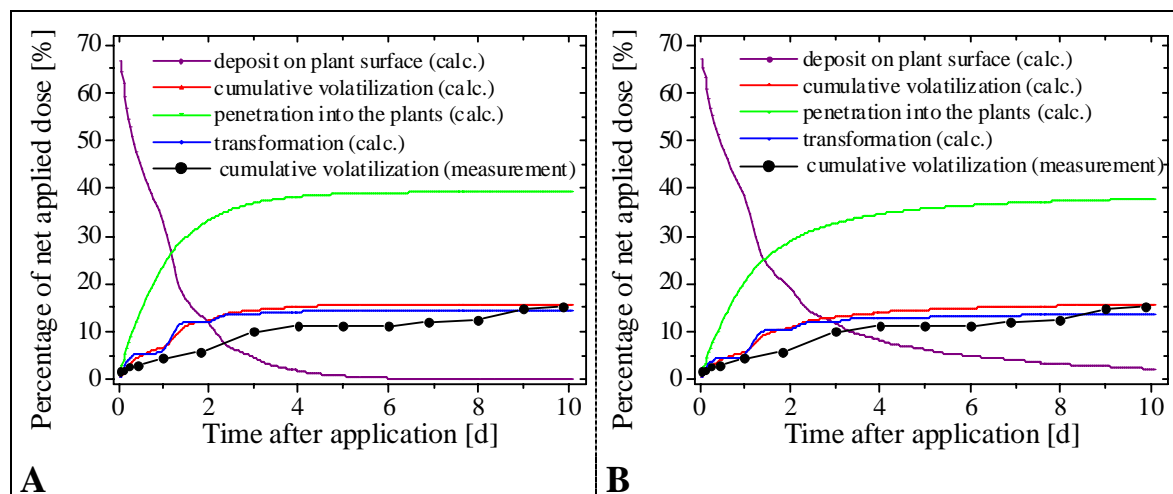 Percentage of net applied dose [%]
70
60
50
40
30
20
10
0
deposit on plant surface (calc.)
cumulative volatilization (calc.)
penetration into the plants (calc.)
transformation (calc.)
cumulative volatilization (measurement)
0 2 4 6 8 10
Time after application [d]
A
Percentage of net applied dose [%]
70
60
50
40
30
20
10
0
deposit on plant surface (calc.)
cumulative volatilization (calc.)
penetration into the plants (calc.)
transformation (calc.)
cumulative volatilization (measurement)
0 2 4 6 8 10
Time after application [d]
B